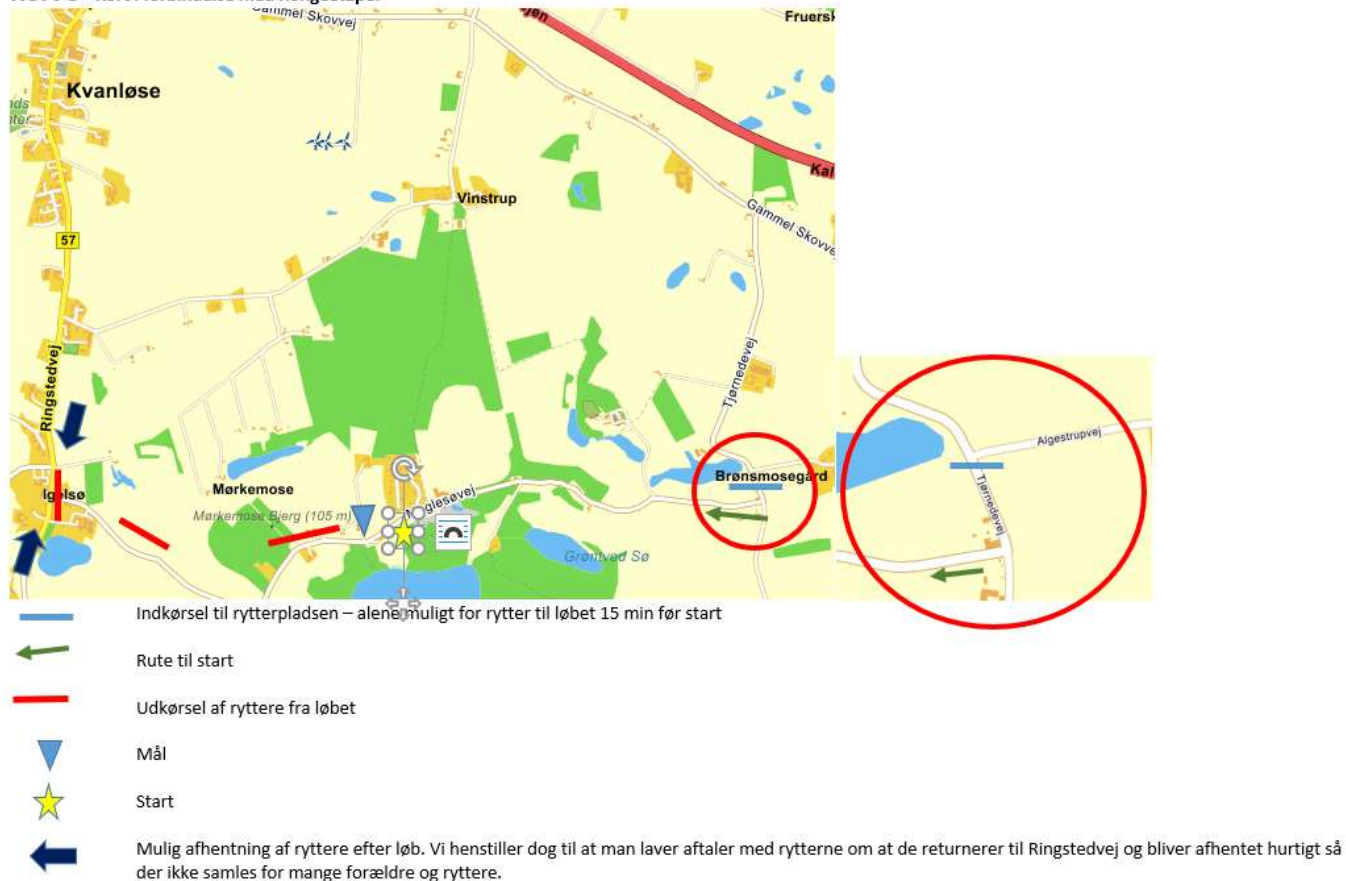 Gammel Skovvej
Kvanløse
Vinstrup
Gammel Skovvej
57
Ringstedvej
Tjørnedevej
Algestrupvej
Brønsmosegård
Tjørnedevej
Igelsø
Mørkemose
Mørkemose Bjerg (105 m)
Grøntved Sø
Indkørsel til rytterpladsen – alene muligt for rytter til løbet 15 min før start
Rute til start
Udkørsel af ryttere fra løbet
Mål
Start
Mulig afhentning af ryttere efter løb. Vi henstiller dog til at man laver aftaler med rytterne om at de returnerer til Ringstedvej og bliver afhentet hurtigt så
der ikke samles for mange forældre og ryttere.